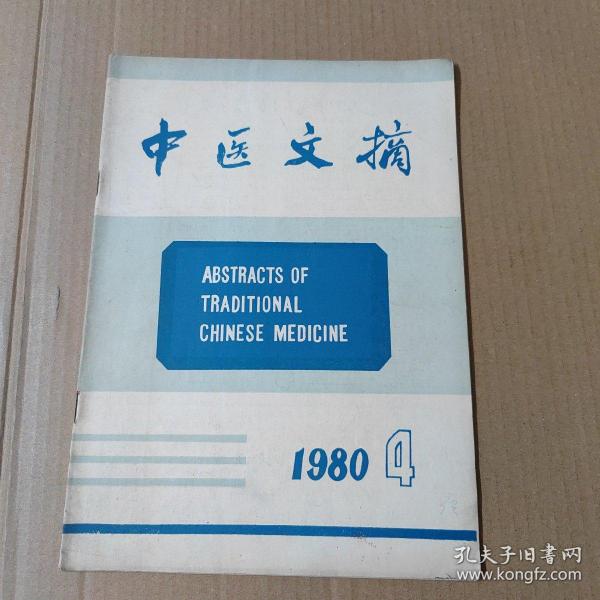 中医文摘
ABSTRACTS OF
TRADITIONAL
CHINESE MEDICINE
1980 4
孔夫子旧書网
www.kongfz.com